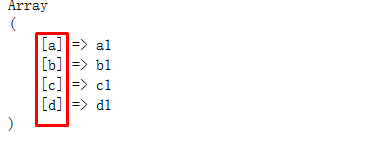 Array
(
[a] => a1
[b] => b1
[c] => c1
[d] => d1
)